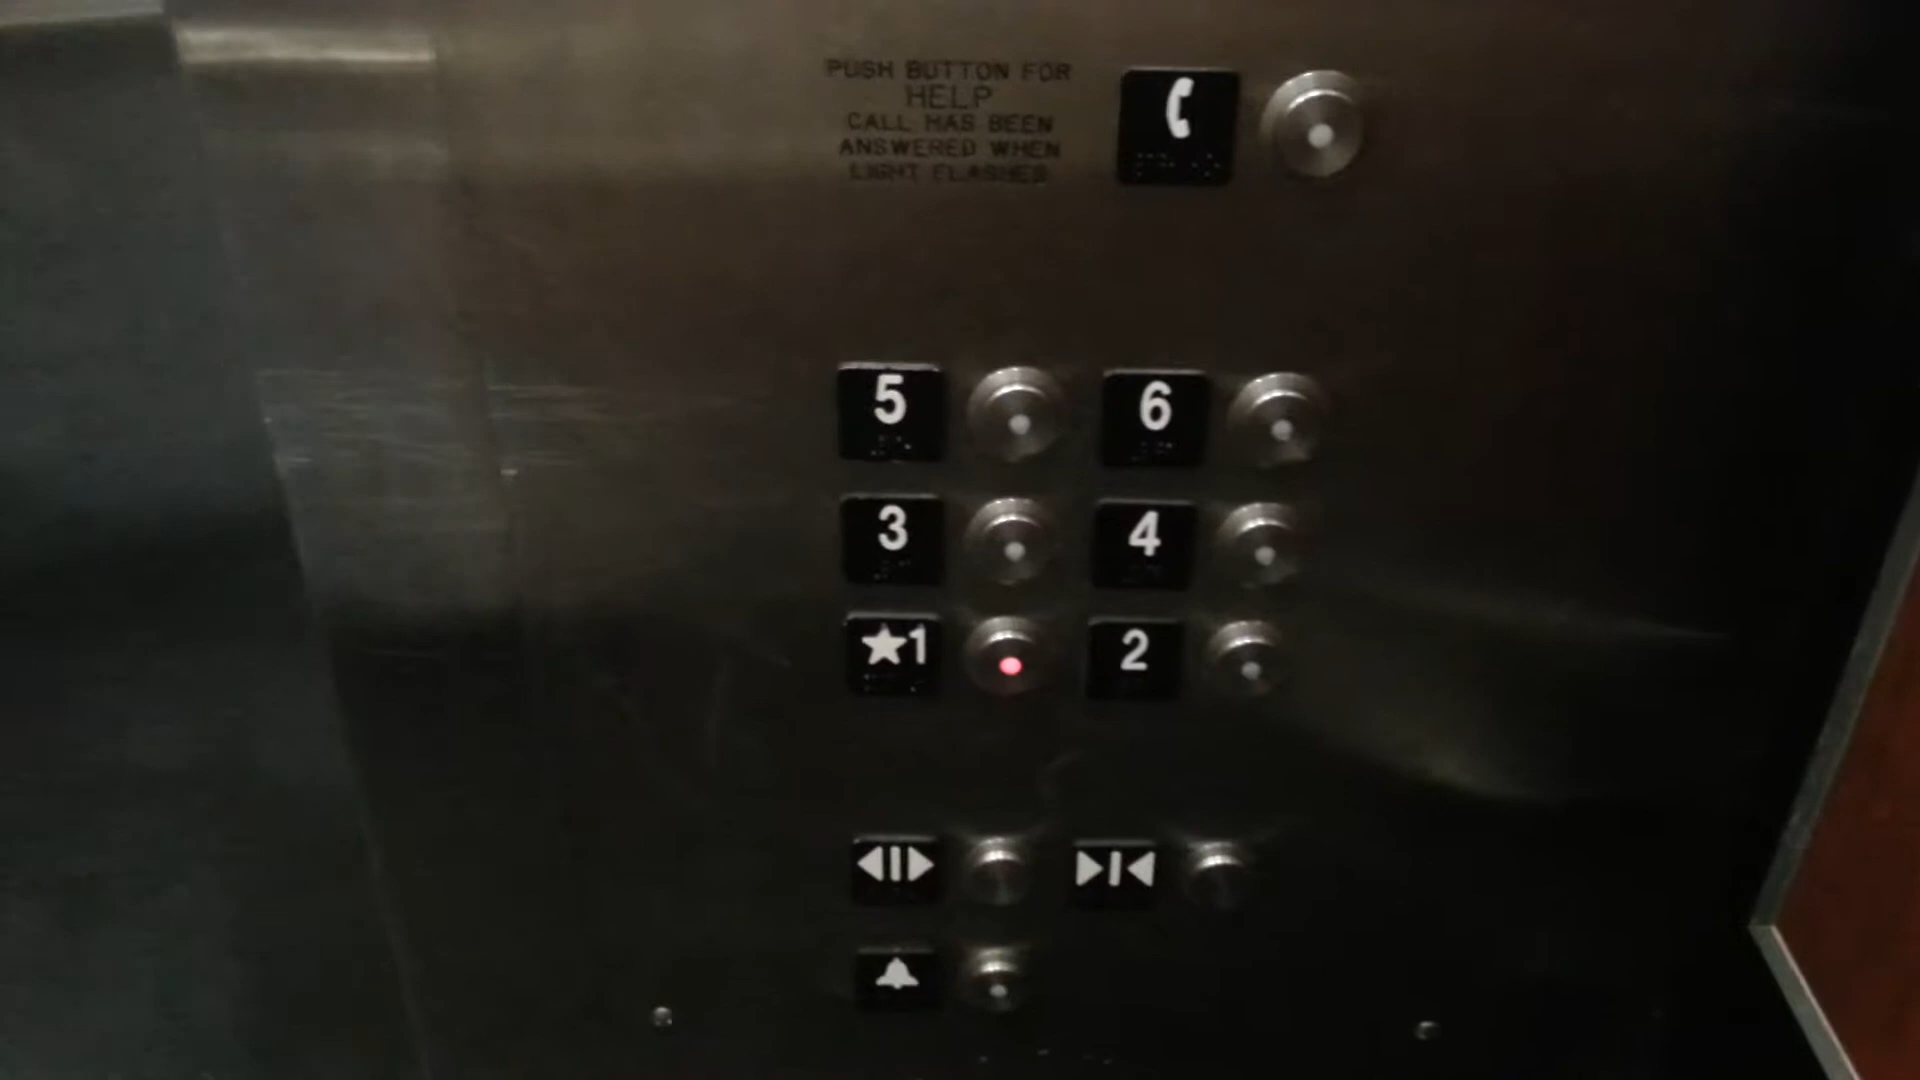 PUSH BUTTON FOR
HELP
CALL HAS BEEN
ANSWERED WHEN
LIGHT FLASHES
5 6
3 4
★1 2